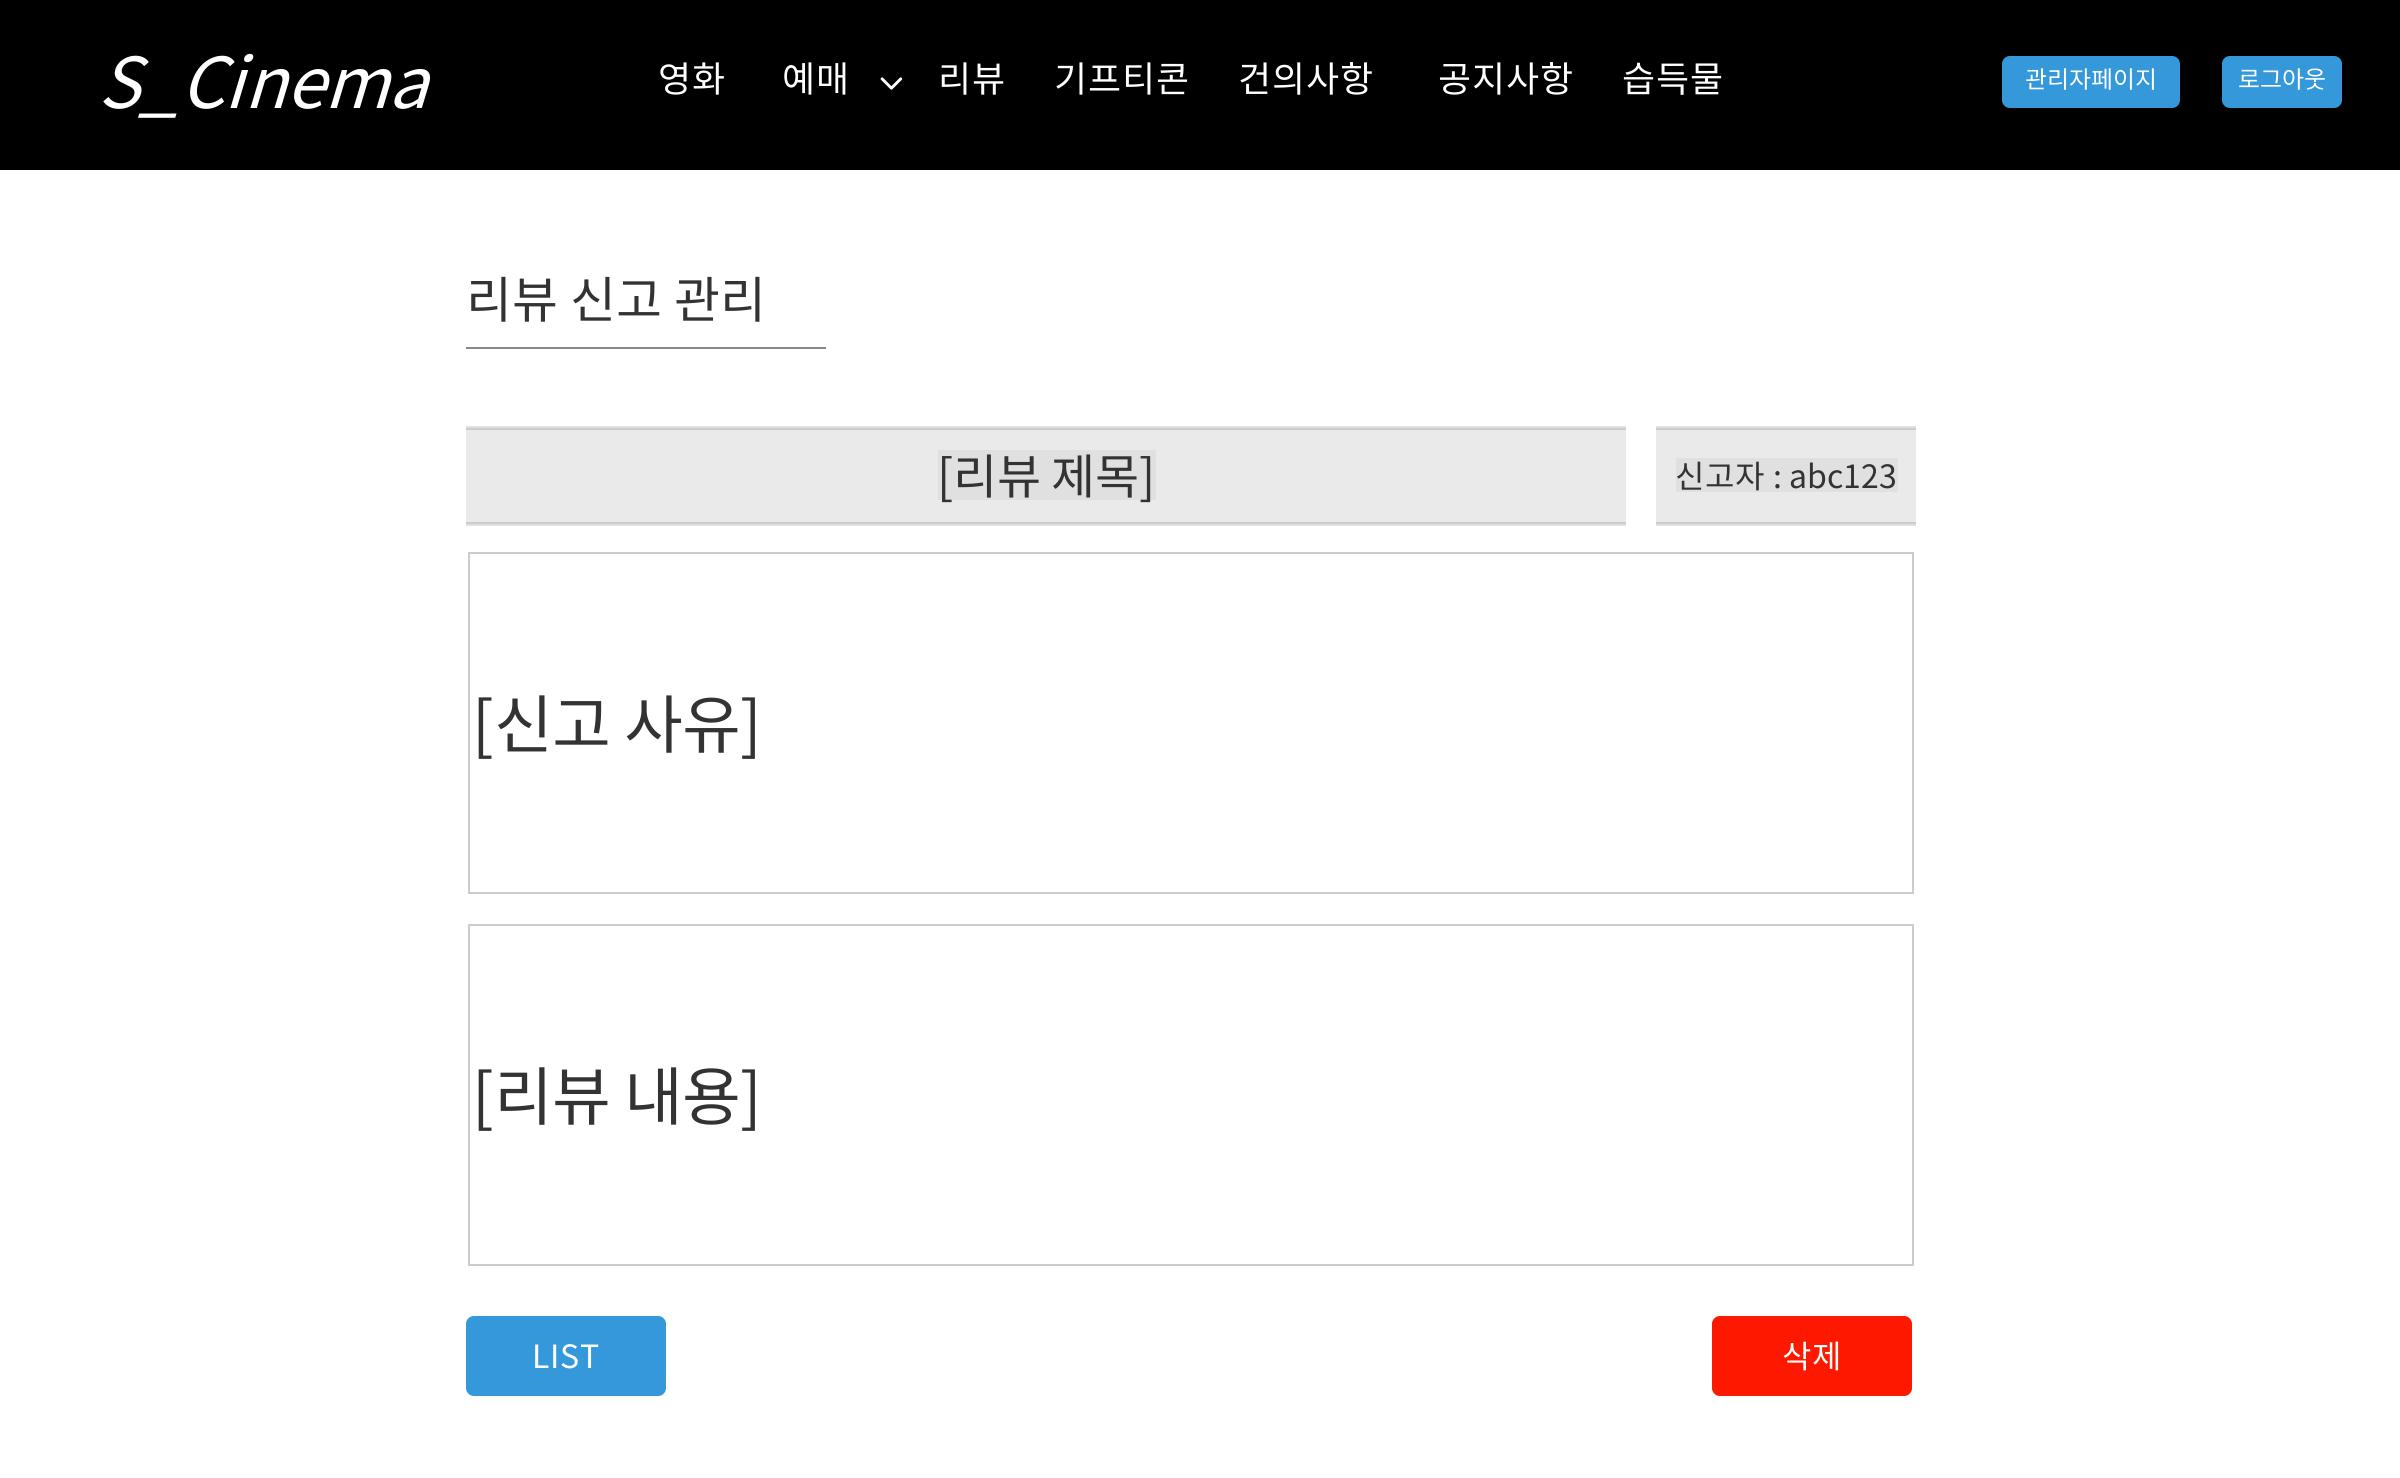 S_Cinema
영화 예매 리뷰 기프티콘 건의사항 공지사항 습득물
관리자페이지 로그아웃
리뷰 신고 관리
[리뷰 제목]
신고자 : abc123
[신고 사유]
[리뷰 내용]
LIST
삭제